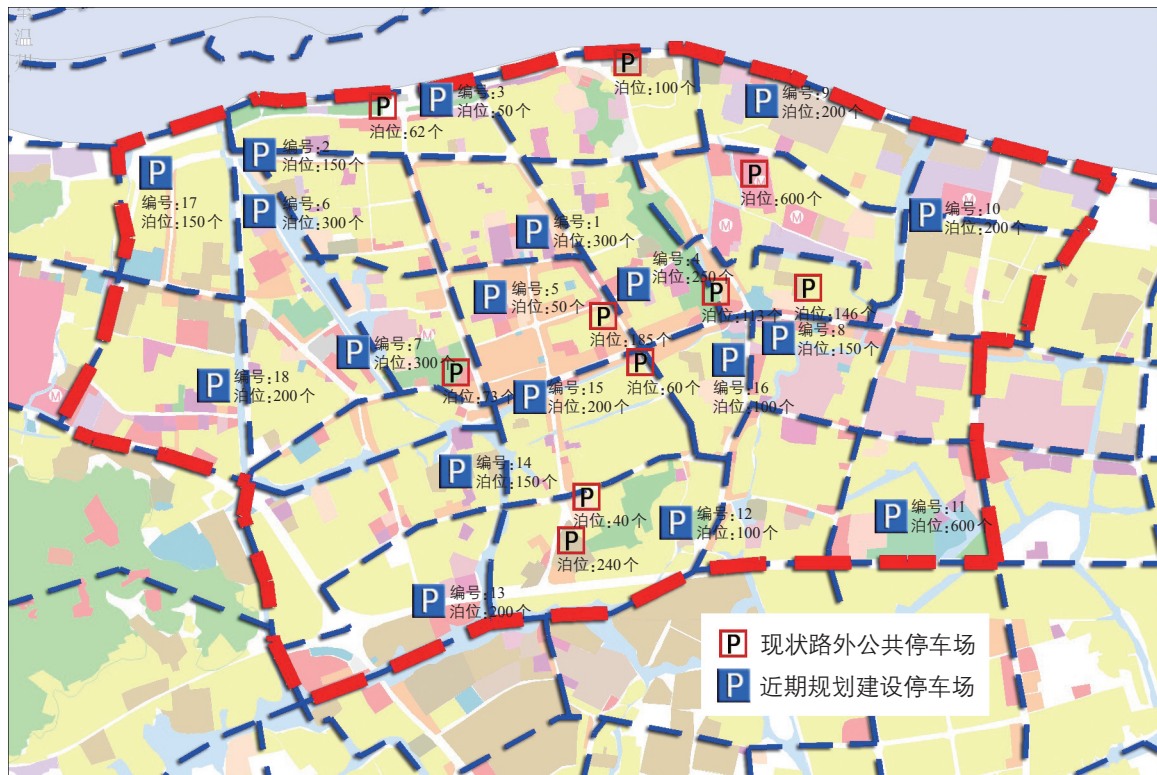 至
温
州
泊位:100个
编号:3
泊位:50个
泊位:62个
编号:9
泊位:200个
编号:2
泊位:150个
编号:17
泊位:150个
编号:6
泊位:300个
M
泊位:600个
编号:10
泊位:200个
编号:1
泊位:300个
M
编号:4
泊位:250个
编号:5
泊位:50个
泊位:113个
泊位:146个
泊位:185个
编号:8
泊位:150个
M
编号:7
泊位:300个
泊位:73个
泊位:60个
编号:16
泊位:100个
编号:18
泊位:200个
M
编号:15
泊位:200个
编号:14
泊位:150个
泊位:40个
编号:12
泊位:100个
编号:11
泊位:600个
泊位:240个
编号:13
泊位:200个
P 现状路外公共停车场
P 近期规划建设停车场